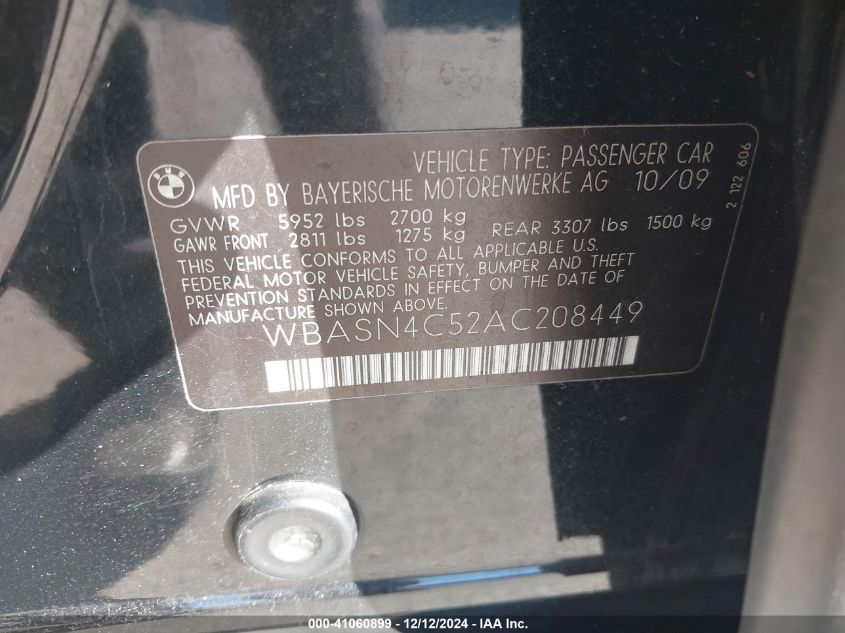 VEHICLE TYPE: PASSENGER CAR
BMW
MFD BY BAYERISCHE MOTORENWERKE AG 10/09
GVWR 5952 lbs 2700 kg
GAWR FRONT 2811 lbs 1275 kg REAR 3307 lbs 1500 kg
THIS VEHICLE CONFORMS TO ALL APPLICABLE U.S.
FEDERAL MOTOR VEHICLE SAFETY, BUMPER AND THEFT
PREVENTION STANDARDS IN EFFECT ON THE DATE OF
MANUFACTURE SHOWN ABOVE.
WBASN4C52AC208449
2 122 606
000-41060899 • 12/12/2024 — IAA Inc.